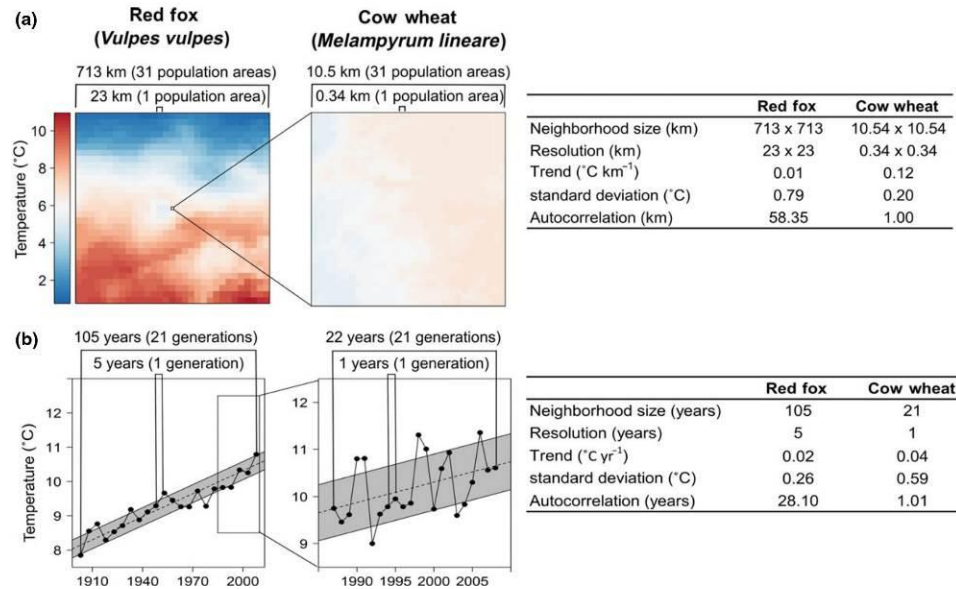 (a)
Red fox
(Vulpes vulpes)
Cow wheat
(Melampyrum lineare)
713 km (31 population areas)
23 km (1 population area)
10.5 km (31 population areas)
0.34 km (1 population area)
Temperature (˚C)
10
8
6
4
2
Red fox Cow wheat
Neighborhood size (km) 713 x 713 10.54 x 10.54
Resolution (km) 23 x 23 0.34 x 0.34
Trend (˚C km⁻¹) 0.01 0.12
standard deviation (˚C) 0.79 0.20
Autocorrelation (km) 58.35 1.00
(b)
105 years (21 generations)
5 years (1 generation)
22 years (21 generations)
1 years (1 generation)
Temperature (˚C)
12
11
10
9
8
1910 1940 1970 2000
12
11
10
9
1990 1995 2000 2005
Red fox Cow wheat
Neighborhood size (years) 105 21
Resolution (years) 5 1
Trend (˚C yr⁻¹) 0.02 0.04
standard deviation (˚C) 0.26 0.59
Autocorrelation (years) 28.10 1.01